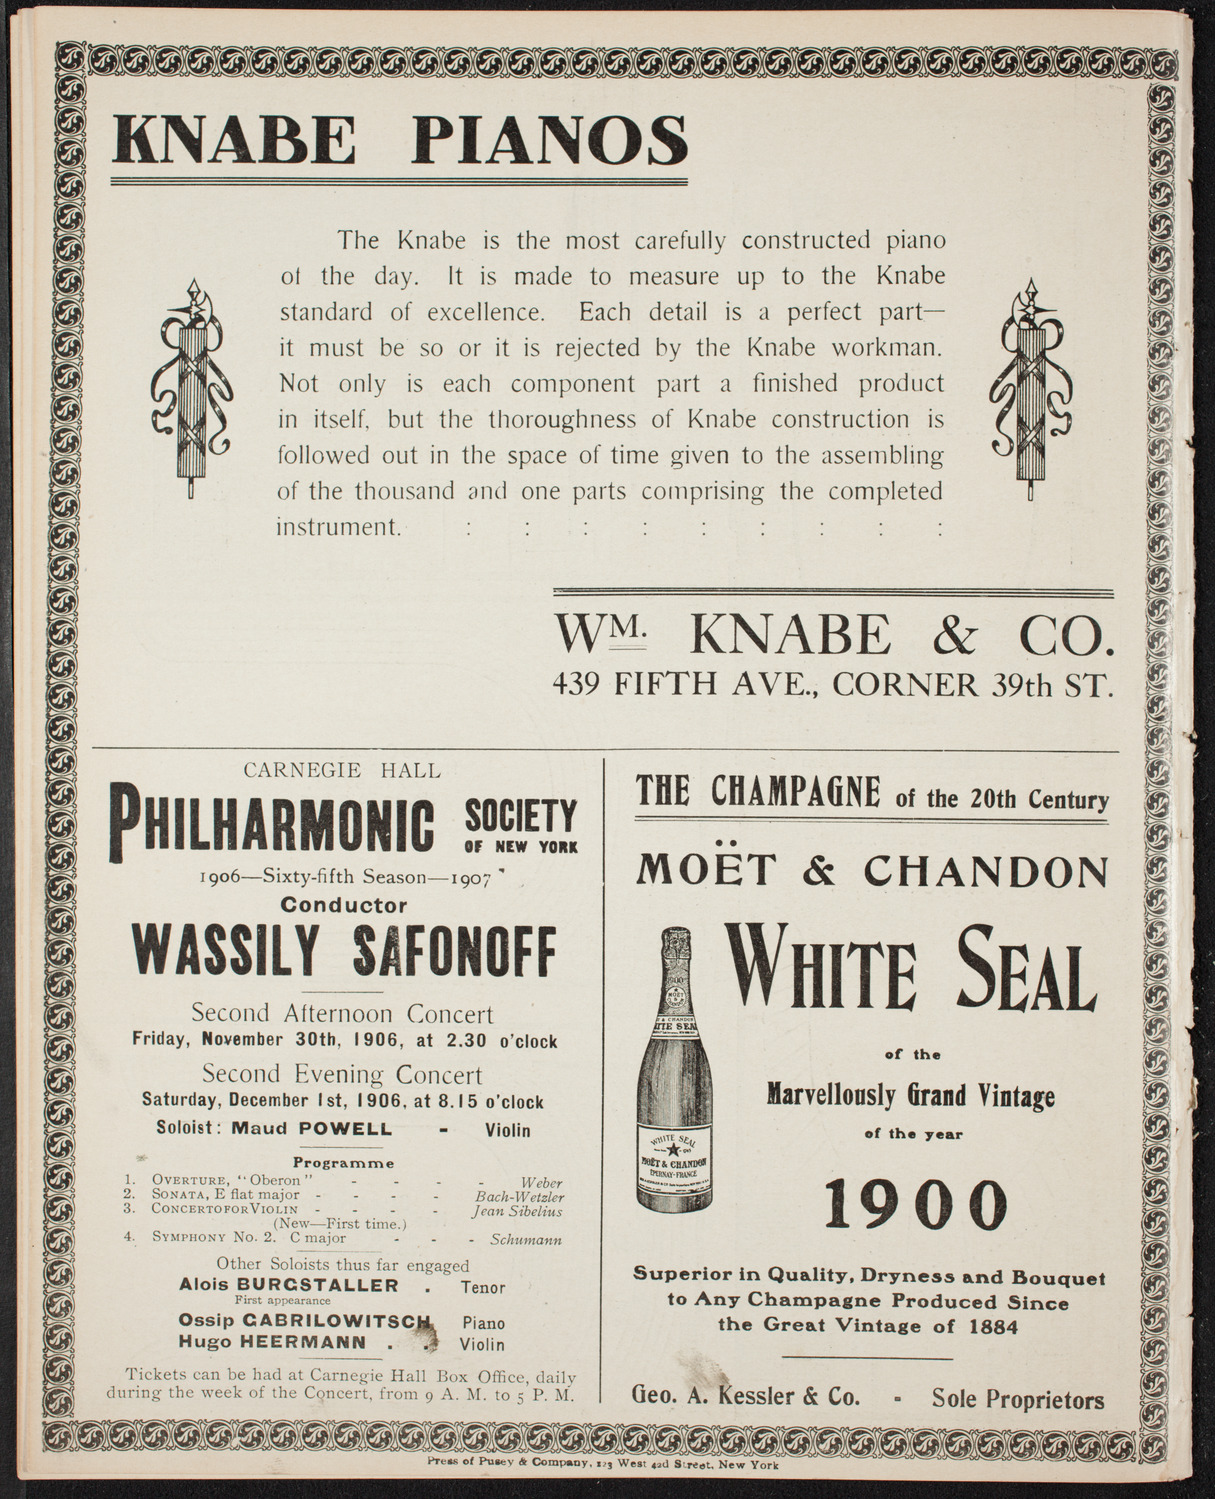 KNABE PIANOS
The Knabe is the most carefully constructed piano
of the day. It is made to measure up to the Knabe
standard of excellence. Each detail is a perfect part—
it must be so or it is rejected by the Knabe workman.
Not only is each component part a finished product
in itself, but the thoroughness of Knabe construction is
followed out in the space of time given to the assembling
of the thousand and one parts comprising the completed
instrument. : : : : : : : : :
WM. KNABE & CO.
439 FIFTH AVE., CORNER 39th ST.
CARNEGIE HALL
PHILHARMONIC SOCIETY
OF NEW YORK
1906—Sixty-fifth Season—1907
Conductor
WASSILY SAFONOFF
Second Afternoon Concert
Friday, November 30th, 1906, at 2.30 o'clock
Second Evening Concert
Saturday, December 1st, 1906, at 8.15 o'clock
Soloist: Maud POWELL - Violin
Programme
1. OVERTURE, "Oberon" - - - - Weber
2. SONATA, E flat major - - - - Bach-Wetzler
3. CONCERTO FOR VIOLIN - - - - Jean Sibelius
(New—First time.)
4. SYMPHONY No. 2. C major - - - Schumann
Other Soloists thus far engaged
Alois BURGSTALLER . Tenor
First appearance
Ossip GABRILOWITSCH Piano
Hugo HEERMANN . . Violin
Tickets can be had at Carnegie Hall Box Office, daily
during the week of the Concert, from 9 A. M. to 5 P. M.
THE CHAMPAGNE of the 20th Century
MOËT & CHANDON
WHITE SEAL
of the
Marvellously Grand Vintage
of the year
1900
WHITE SEAL
MOËT & CHANDON
EPERNAY-FRANCE
Superior in Quality, Dryness and Bouquet
to Any Champagne Produced Since
the Great Vintage of 1884
Geo. A. Kessler & Co. - Sole Proprietors
Press of Pusey & Company, 123 West 42d Street, New York